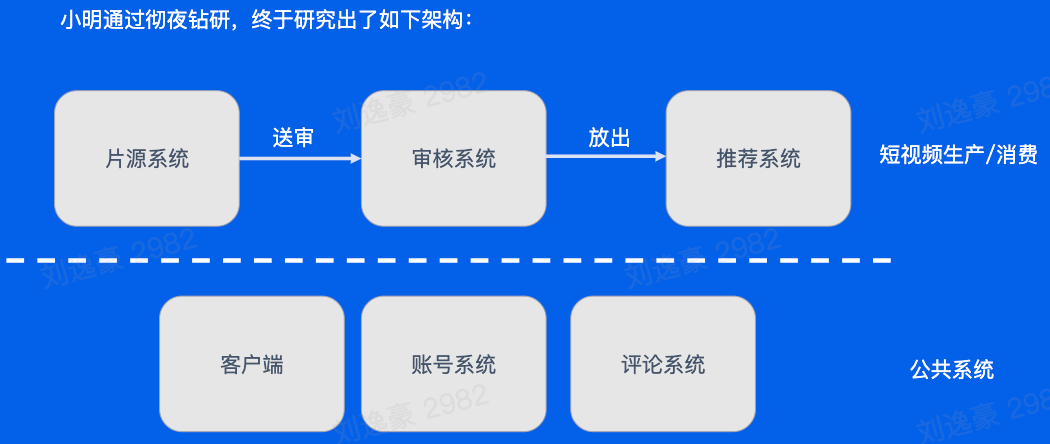 小明通过彻夜钻研，终于研究出了如下架构：
片源系统
送审
审核系统
放出
推荐系统
短视频生产/消费
客户端
账号系统
评论系统
公共系统
刘逸豪 2982
刘逸豪 2982
刘逸豪 2982
刘逸豪 2982
刘逸豪 2982
刘逸豪 2982